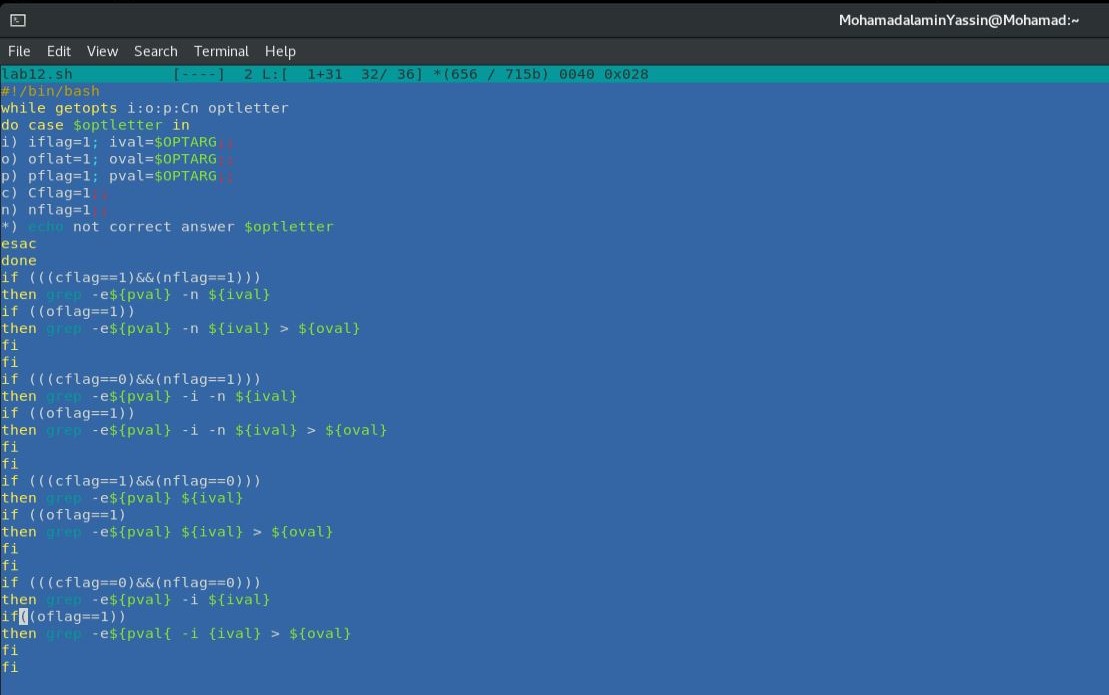 MohamadalaminYassin@Mohamad:~
File Edit View Search Terminal Help
lab12.sh [----] 2 L:[ 1+31 32/ 36] *(656 / 715b) 0040 0x028
#!/bin/bash
while getopts i:o:p:Cn optletter
do case $optletter in
i) iflag=1; ival=$OPTARG;;
o) oflat=1; oval=$OPTARG;;
p) pflag=1; pval=$OPTARG;;
c) Cflag=1;;
n) nflag=1;;
*) echo not correct answer $optletter
esac
done
if (((cflag==1)&&(nflag==1)))
then grep -e${pval} -n ${ival}
if ((oflag==1))
then grep -e${pval} -n ${ival} > ${oval}
fi
fi
if (((cflag==0)&&(nflag==1)))
then grep -e${pval} -i -n ${ival}
if ((oflag==1))
then grep -e${pval} -i -n ${ival} > ${oval}
fi
fi
if (((cflag==1)&&(nflag==0)))
then grep -e${pval} ${ival}
if ((oflag==1)
then grep -e${pval} ${ival} > ${oval}
fi
fi
if (((cflag==0)&&(nflag==0)))
then grep -e${pval} -i ${ival}
if((oflag==1))
then grep -e${pval{ -i {ival} > ${oval}
fi
fi